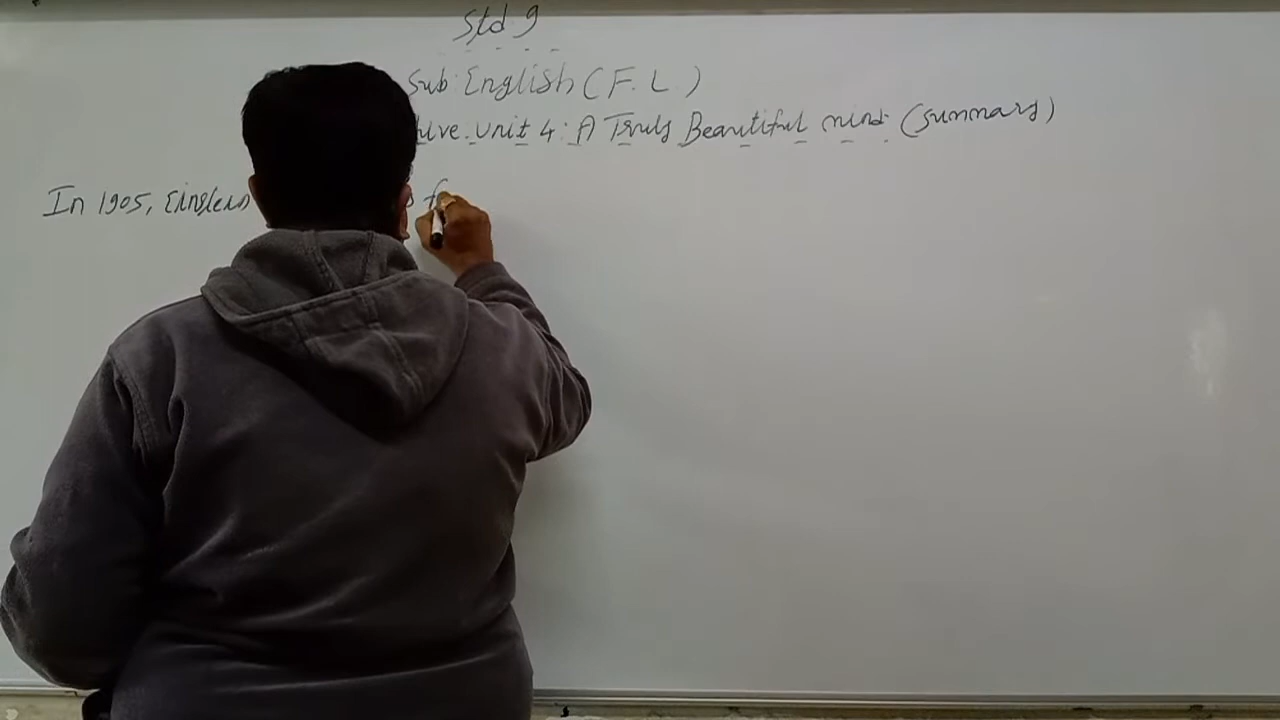 Std 9
Sub: English (F.L)
Unit 4: A Truly Beautiful mind (Summary)
In 1905,